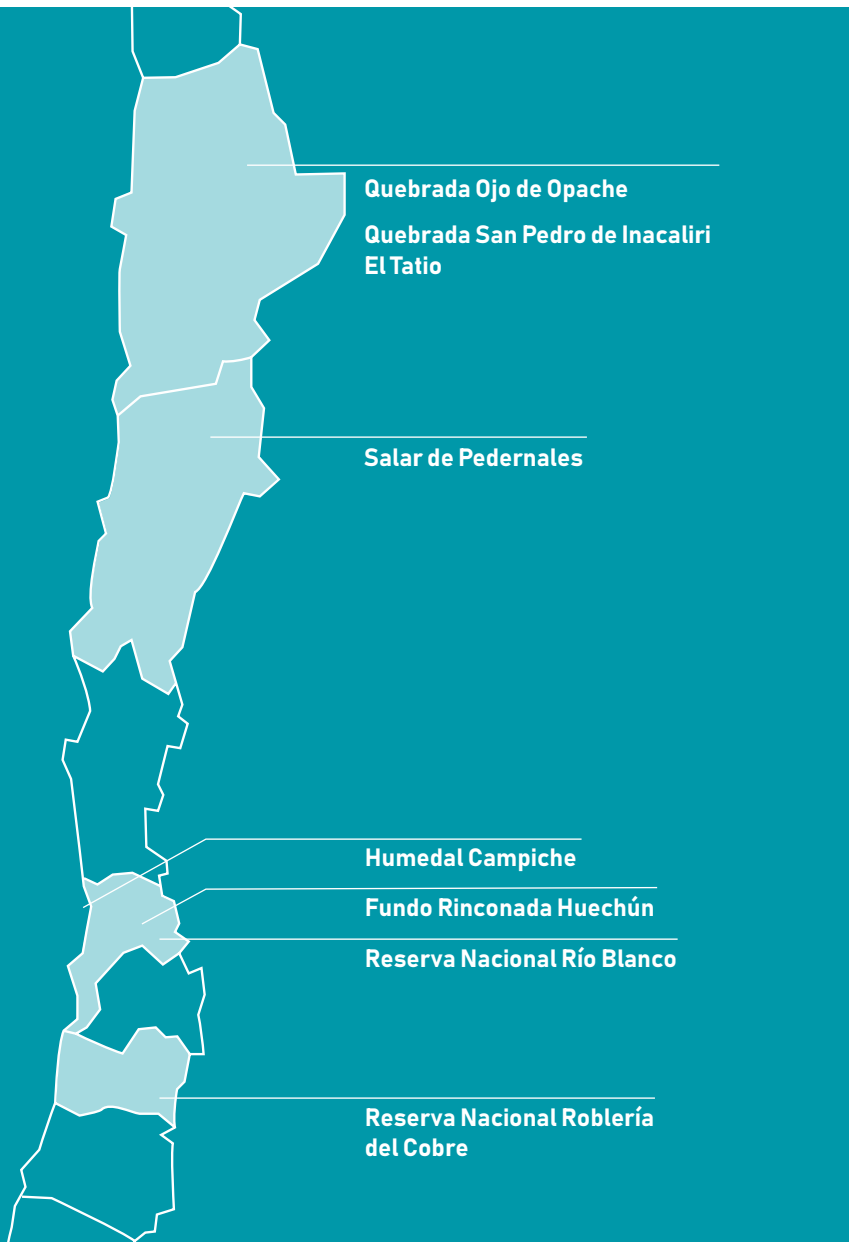 Quebrada Ojo de Opache
Quebrada San Pedro de Inacaliri
El Tatio
Salar de Pedernales
Humedal Campiche
Fundo Rinconada Huechún
Reserva Nacional Río Blanco
Reserva Nacional Roblería
del Cobre